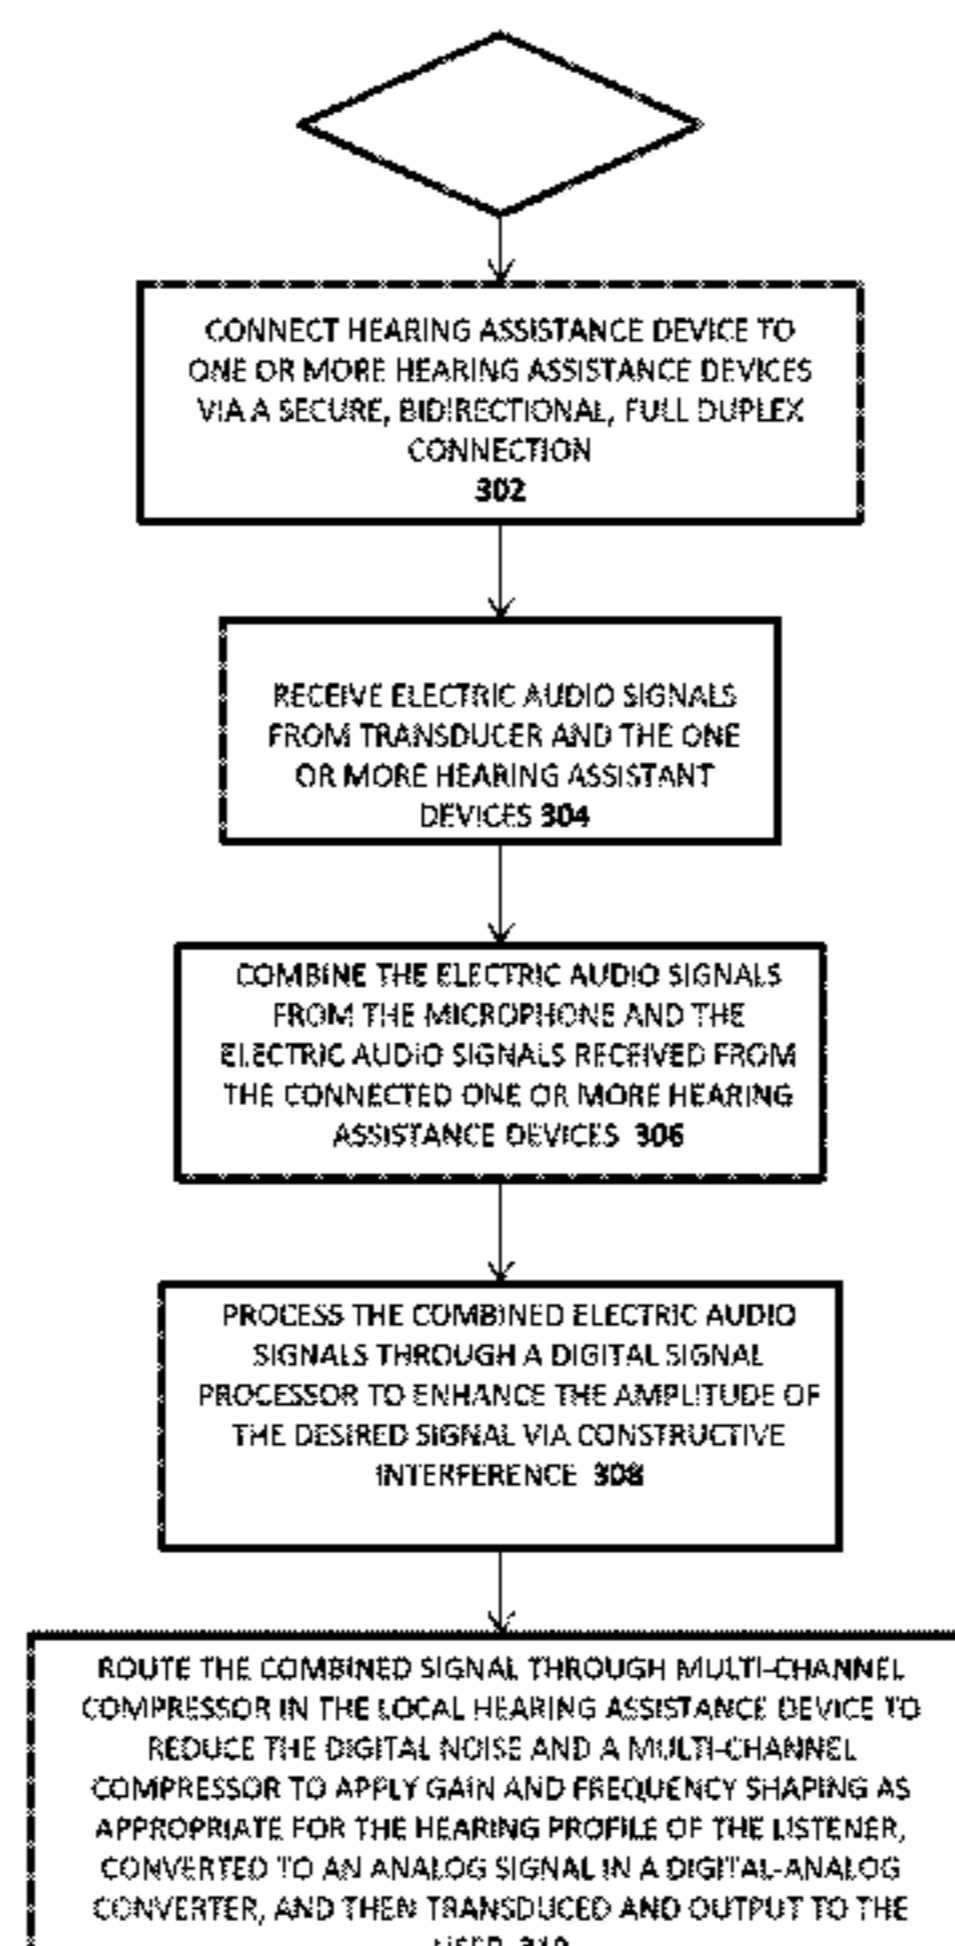 CONNECT HEARING ASSISTANCE DEVICE TO
ONE OR MORE HEARING ASSISTANCE DEVICES
VIA A SECURE, BIDIRECTIONAL, FULL DUPLEX
CONNECTION
302
RECEIVE ELECTRIC AUDIO SIGNALS
FROM TRANSDUCER AND THE ONE
OR MORE HEARING ASSISTANT
DEVICES 304
COMBINE THE ELECTRIC AUDIO SIGNALS
FROM THE MICROPHONE AND THE
ELECTRIC AUDIO SIGNALS RECEIVED FROM
THE CONNECTED ONE OR MORE HEARING
ASSISTANCE DEVICES 306
PROCESS THE COMBINED ELECTRIC AUDIO
SIGNALS THROUGH A DIGITAL SIGNAL
PROCESSOR TO ENHANCE THE AMPLITUDE OF
THE DESIRED SIGNAL VIA CONSTRUCTIVE
INTERFERENCE 308
ROUTE THE COMBINED SIGNAL THROUGH MULTI-CHANNEL
COMPRESSOR IN THE LOCAL HEARING ASSISTANCE DEVICE TO
REDUCE THE DIGITAL NOISE AND A MULTI-CHANNEL
COMPRESSOR TO APPLY GAIN AND FREQUENCY SHAPING AS
APPROPRIATE FOR THE HEARING PROFILE OF THE LISTENER,
CONVERTED TO AN ANALOG SIGNAL IN A DIGITAL-ANALOG
CONVERTER, AND THEN TRANSDUCED AND OUTPUT TO THE